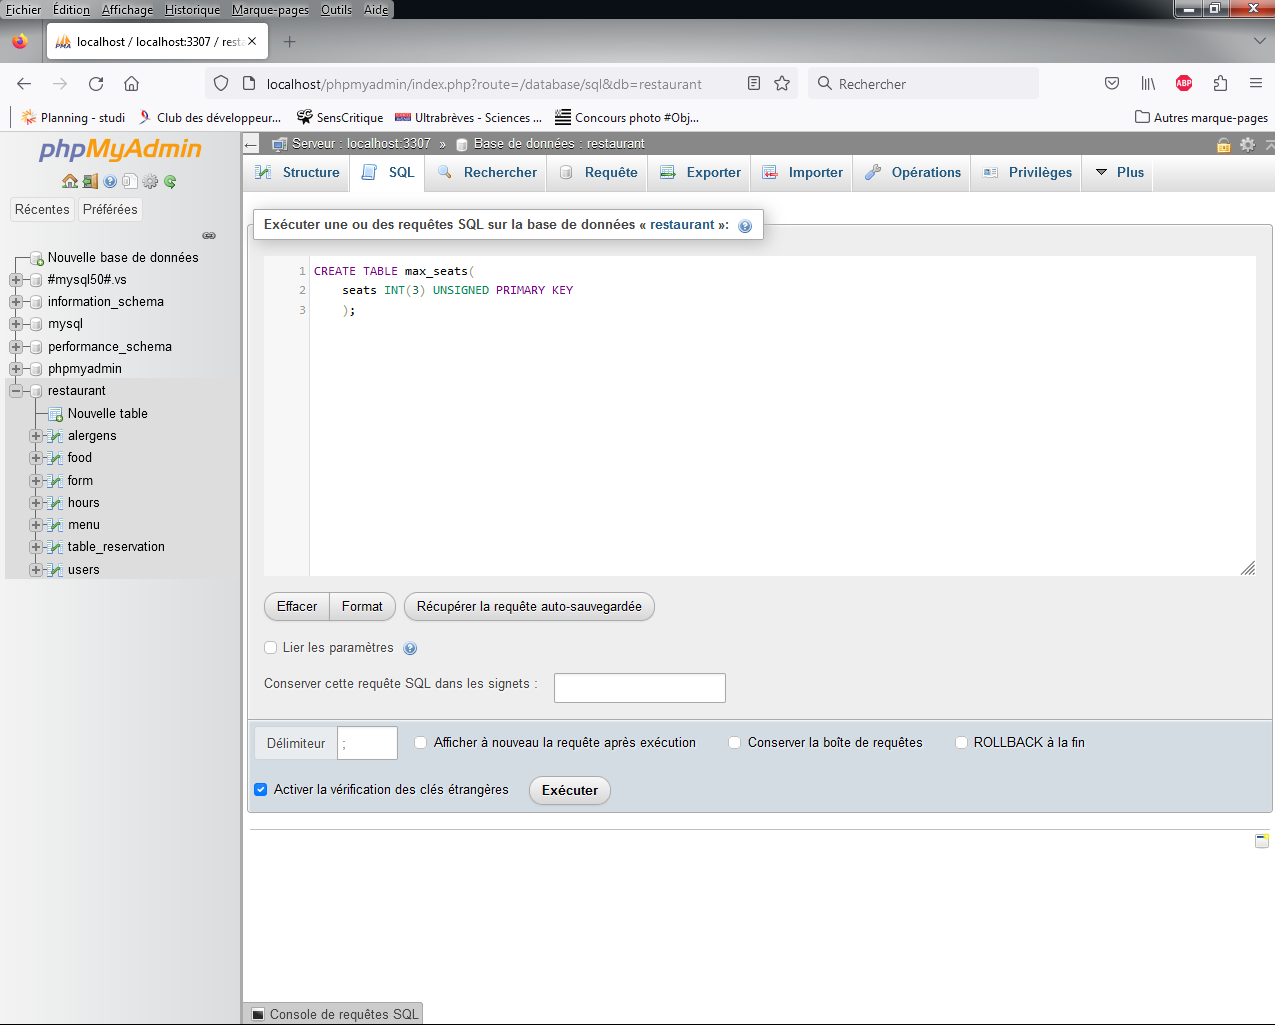 Fichier Édition Affichage Historique Marque-pages Outils Aide
localhost / localhost:3307 / rest
localhost/phpmyadmin/index.php?route=/database/sql&db=restaurant
Rechercher
ABP
Planning - studi
Club des développeur...
SensCritique
Ultrabrèves - Sciences ...
Concours photo #Obj...
Autres marque-pages
phpMyAdmin
Récentes Préférées
Nouvelle base de données
#mysql50#.vs
information_schema
mysql
performance_schema
phpmyadmin
restaurant
Nouvelle table
alergens
food
form
hours
menu
table_reservation
users
Serveur : localhost:3307 » Base de données : restaurant
Structure SQL Rechercher Requête Exporter Importer Opérations Privilèges Plus
Exécuter une ou des requêtes SQL sur la base de données « restaurant »:
1 CREATE TABLE max_seats(
2 seats INT(3) UNSIGNED PRIMARY KEY
3 );
Effacer Format Récupérer la requête auto-sauvegardée
Lier les paramètres
Conserver cette requête SQL dans les signets :
Délimiteur ; Afficher à nouveau la requête après exécution Conserver la boîte de requêtes ROLLBACK à la fin
Activer la vérification des clés étrangères Exécuter
Console de requêtes SQL